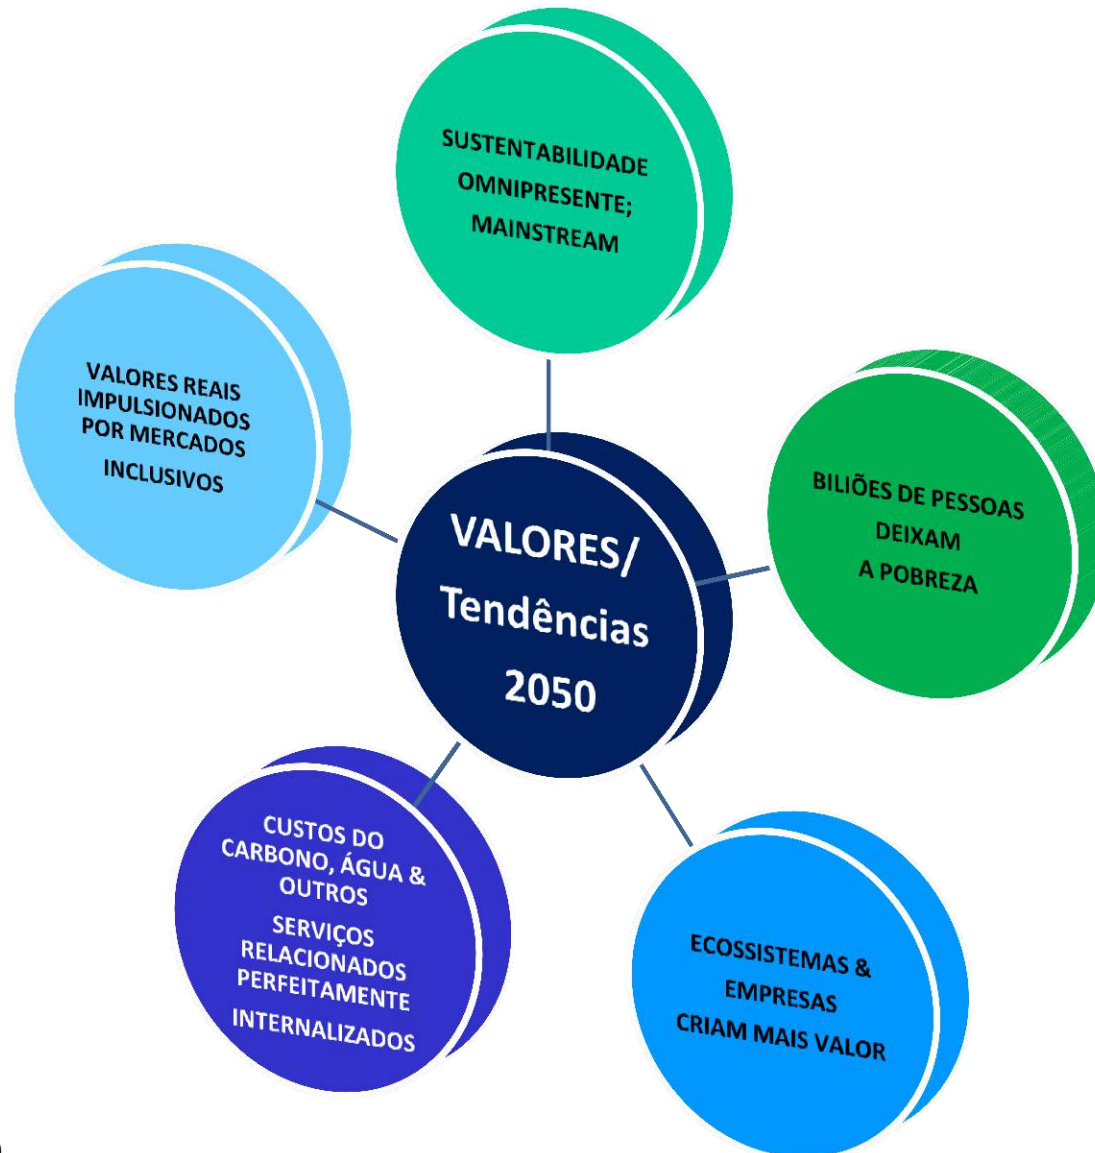 SUSTENTABILIDADE
OMNIPRESENTE;
MAINSTREAM
VALORES REAIS
IMPULSIONADOS
POR MERCADOS
INCLUSIVOS
BILIÕES DE PESSOAS
DEIXAM
A POBREZA
VALORES/
Tendências
2050
CUSTOS DO
CARBONO, ÁGUA &
OUTROS
SERVIÇOS
RELACIONADOS
PERFEITAMENTE
INTERNALIZADOS
ECOSSISTEMAS &
EMPRESAS
CRIAM MAIS VALOR